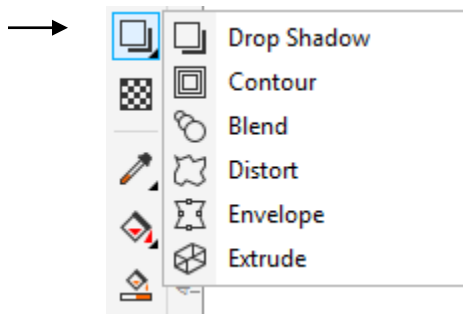 Drop Shadow
Contour
Blend
Distort
Envelope
Extrude